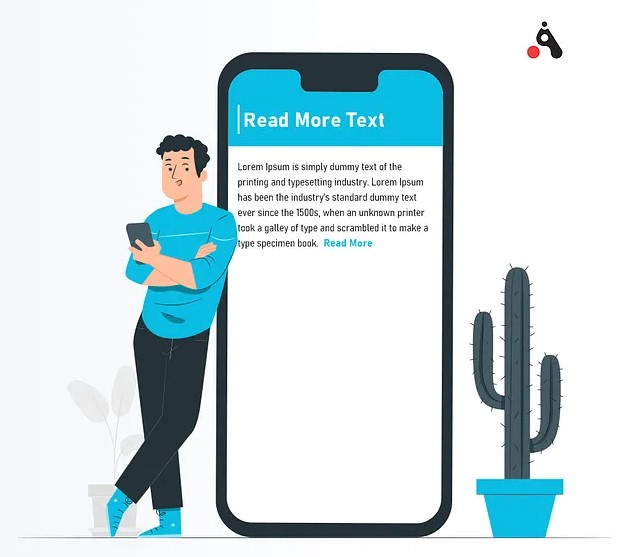 Read More Text
Lorem Ipsum is simply dummy text of the
printing and typesetting industry. Lorem Ipsum
has been the industry's standard dummy text
ever since the 1500s, when an unknown printer
took a galley of type and scrambled it to make a
type specimen book. Read More